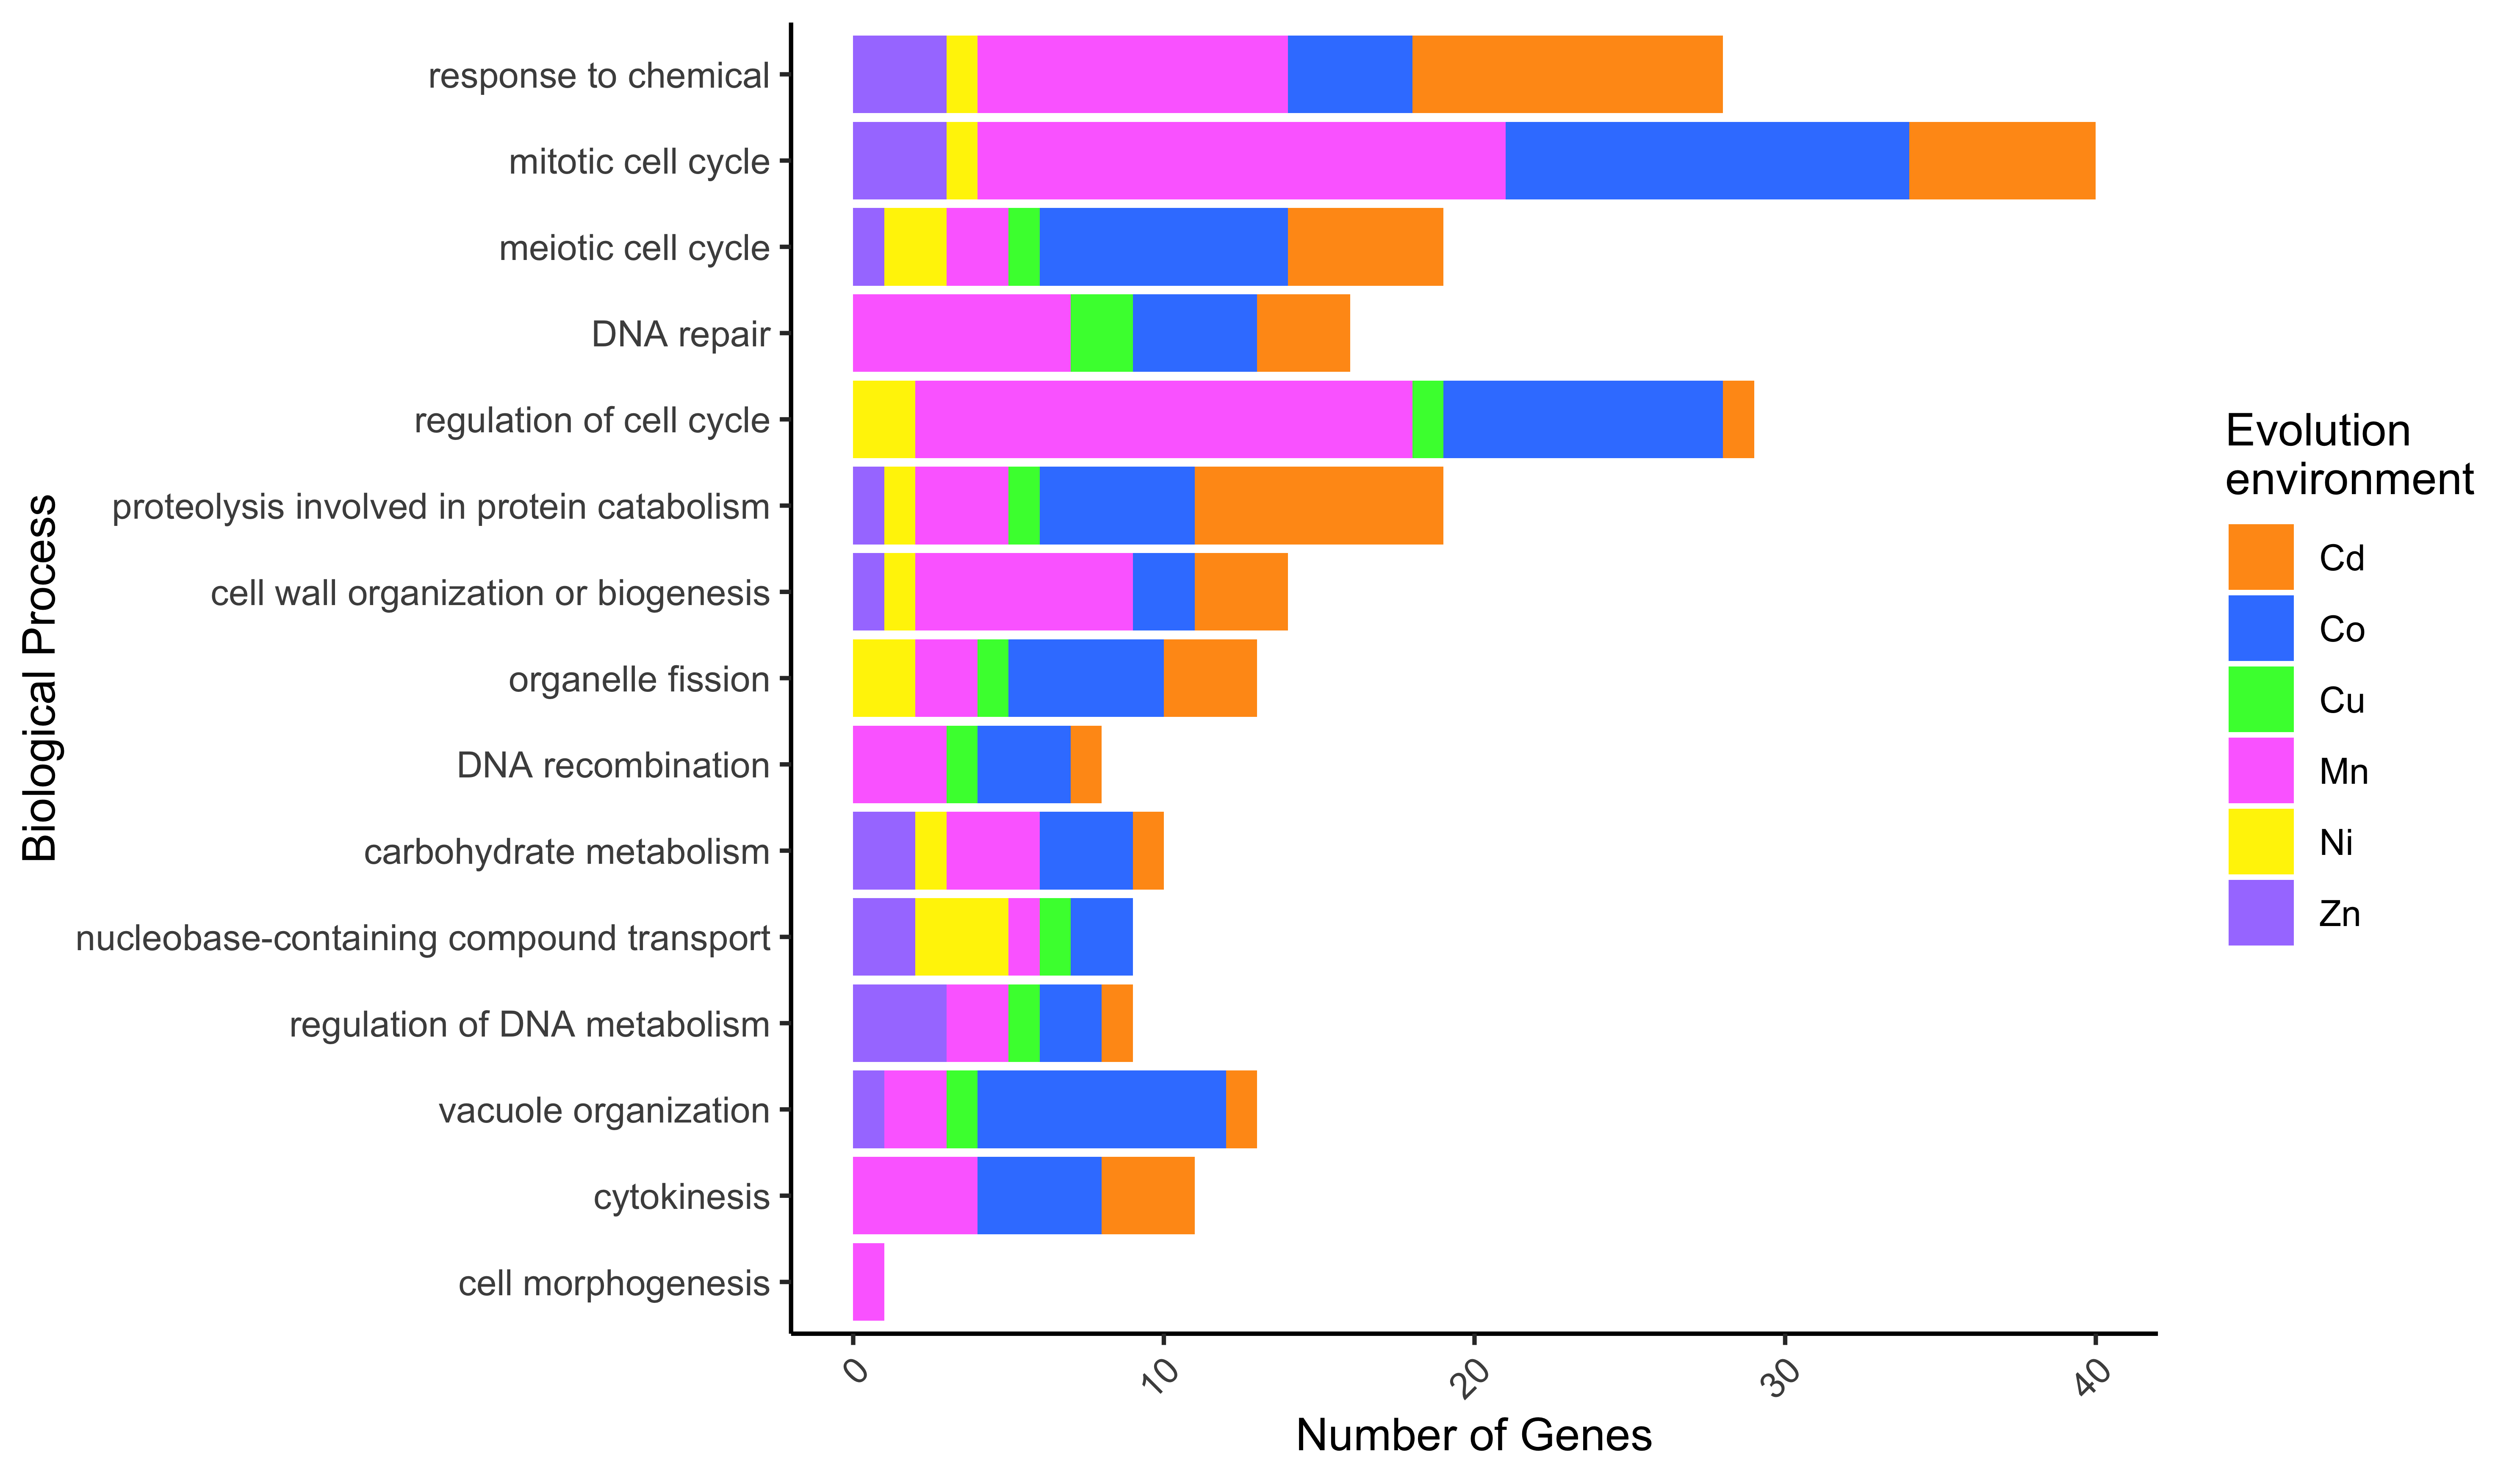 response to chemical
mitotic cell cycle
meiotic cell cycle
DNA repair
regulation of cell cycle
proteolysis involved in protein catabolism
cell wall organization or biogenesis
organelle fission
DNA recombination
carbohydrate metabolism
nucleobase-containing compound transport
regulation of DNA metabolism
vacuole organization
cytokinesis
cell morphogenesis
Biological Process
0
10
20
30
40
Number of Genes
Evolution
environment
Cd
Co
Cu
Mn
Ni
Zn